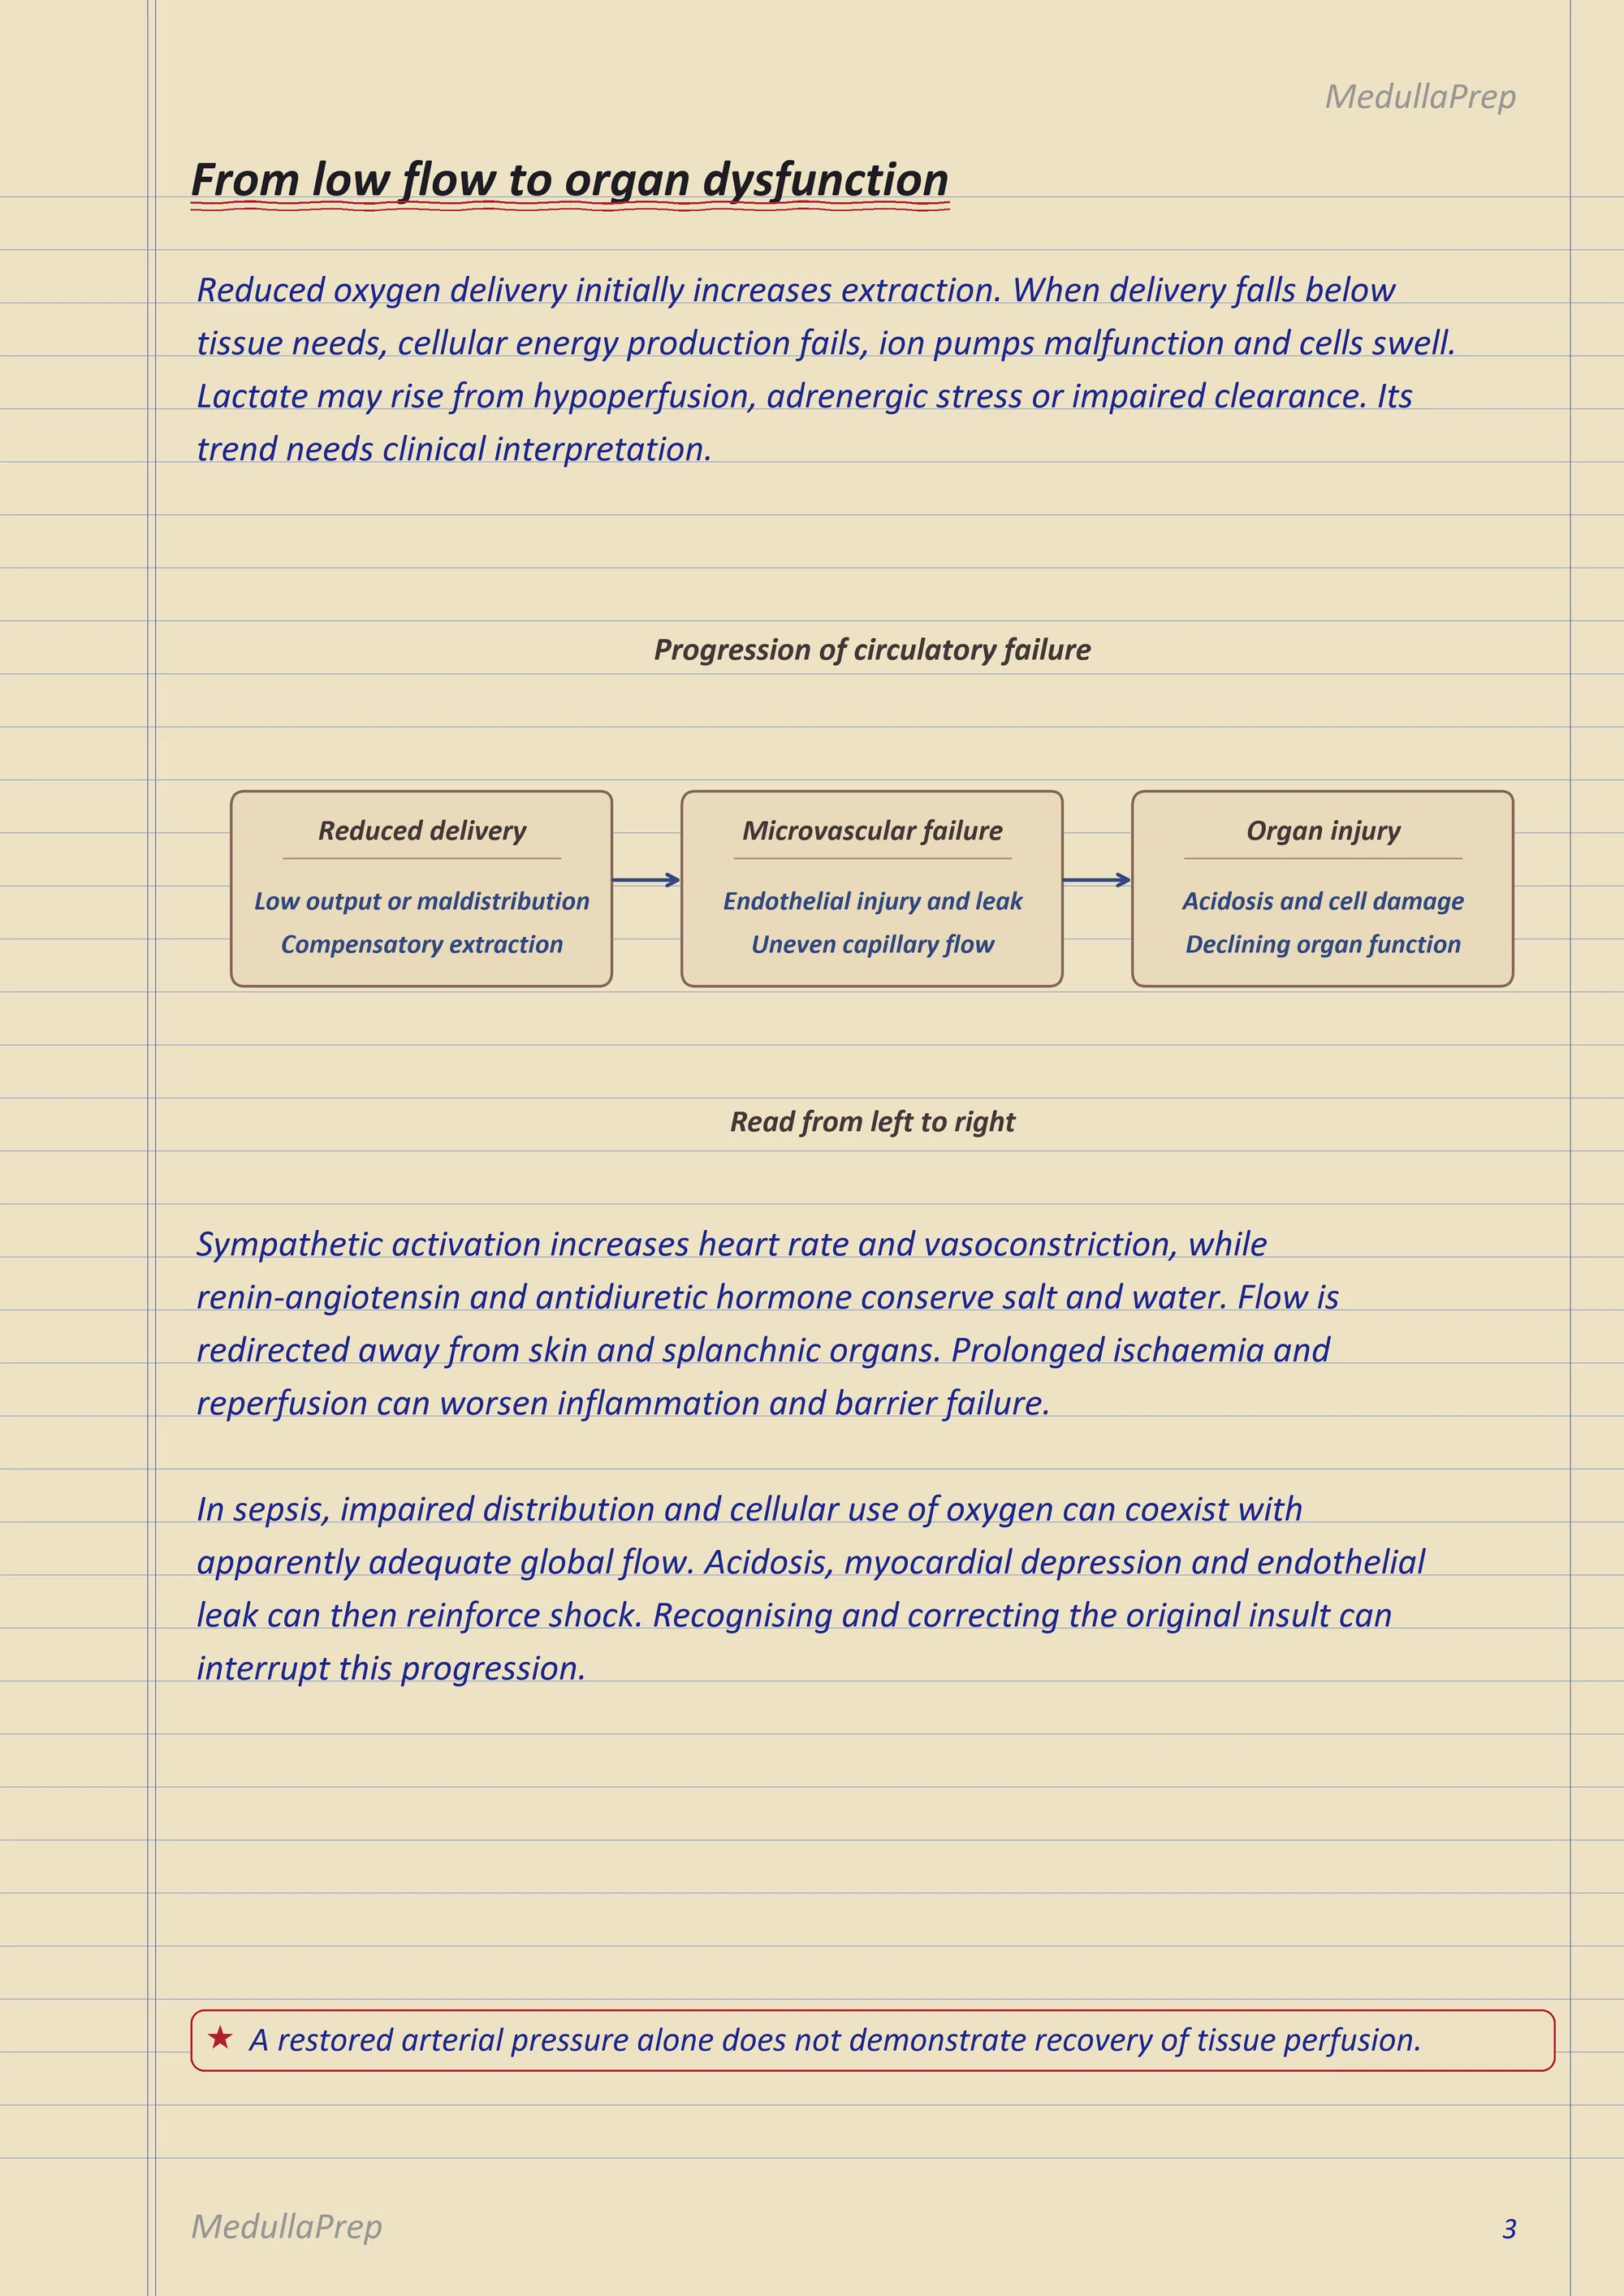 MedullaPrep
From low flow to organ dysfunction
Reduced oxygen delivery initially increases extraction. When delivery falls below
tissue needs, cellular energy production fails, ion pumps malfunction and cells swell.
Lactate may rise from hypoperfusion, adrenergic stress or impaired clearance. Its
trend needs clinical interpretation.
Progression of circulatory failure
Reduced delivery
Low output or maldistribution
Compensatory extraction
Microvascular failure
Endothelial injury and leak
Uneven capillary flow
Organ injury
Acidosis and cell damage
Declining organ function
Read from left to right
Sympathetic activation increases heart rate and vasoconstriction, while
renin-angiotensin and antidiuretic hormone conserve salt and water. Flow is
redirected away from skin and splanchnic organs. Prolonged ischaemia and
reperfusion can worsen inflammation and barrier failure.
In sepsis, impaired distribution and cellular use of oxygen can coexist with
apparently adequate global flow. Acidosis, myocardial depression and endothelial
leak can then reinforce shock. Recognising and correcting the original insult can
interrupt this progression.
★ A restored arterial pressure alone does not demonstrate recovery of tissue perfusion.
MedullaPrep
3